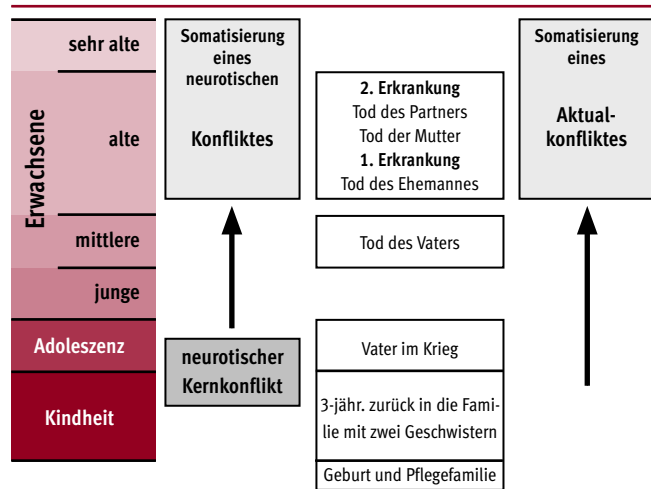 Erwachsene
sehr alte
alte
mittlere
junge
Adoleszenz
Kindheit
Somatisierung
eines
neurotischen
Konfliktes
neurotischer
Kernkonflikt
2. Erkrankung
Tod des Partners
Tod der Mutter
1. Erkrankung
Tod des Ehemannes
Tod des Vaters
Vater im Krieg
3-jähr. zurück in die Fami-
lie mit zwei Geschwistern
Geburt und Pflegefamilie
Somatisierung
eines
Aktual-
konfliktes